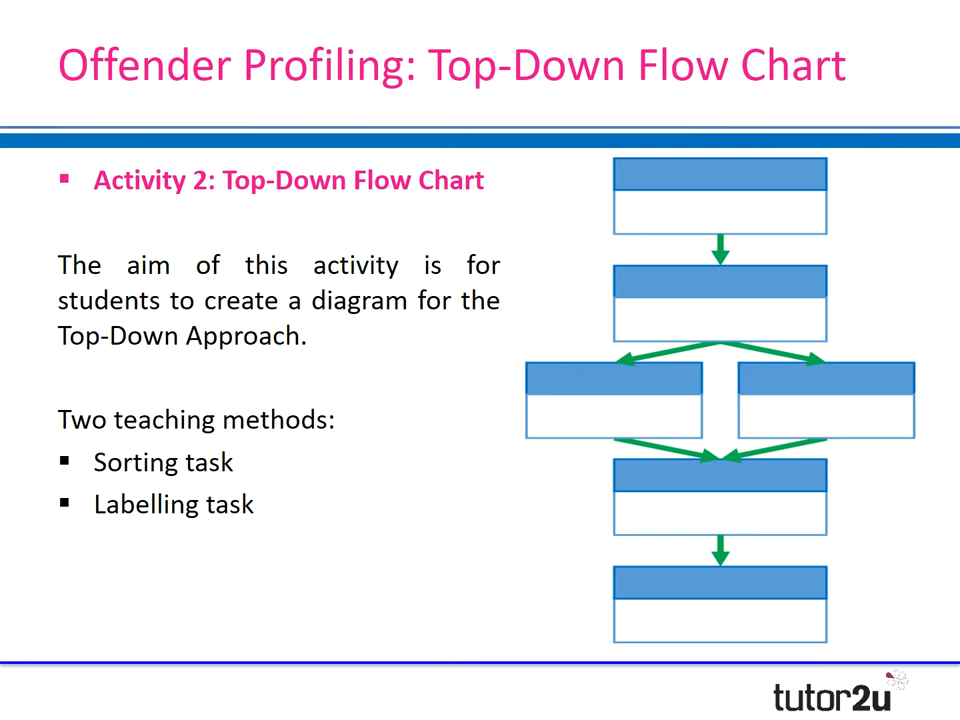 Offender Profiling: Top-Down Flow Chart
▪ Activity 2: Top-Down Flow Chart
The aim of this activity is for
students to create a diagram for the
Top-Down Approach.
Two teaching methods:
▪ Sorting task
▪ Labelling task
tutor2u